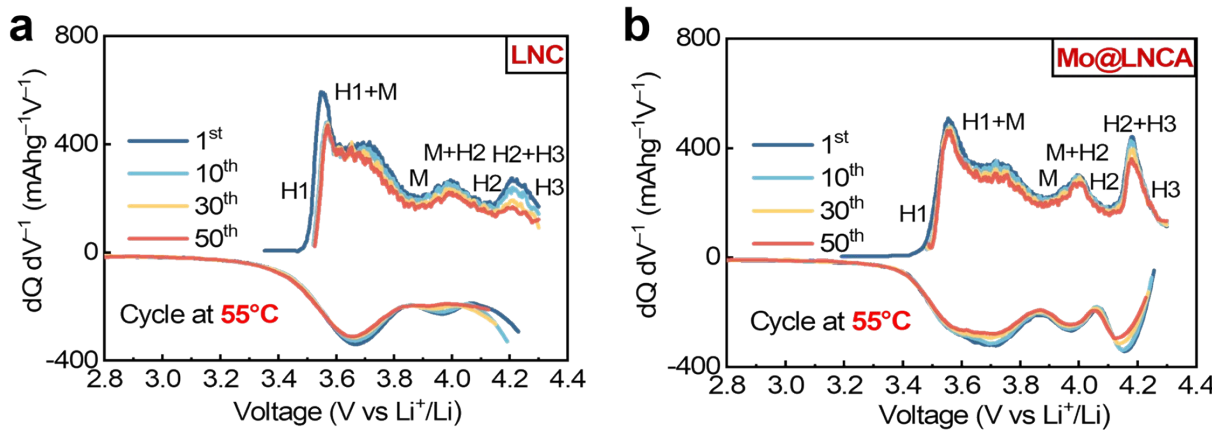 a
LNC
800
400
0
-400
dQ dV⁻¹ (mAhg⁻¹V⁻¹)
1st
10th
30th
50th
H1
H1+M
M
M+H2
H2
H2+H3
H3
Cycle at 55°C
2.8 3.0 3.2 3.4 3.6 3.8 4.0 4.2 4.4
Voltage (V vs Li⁺/Li)
b
Mo@LNCA
800
400
0
-400
dQ dV⁻¹ (mAhg⁻¹V⁻¹)
1st
10th
30th
50th
H1
H1+M
M
M+H2
H2
H2+H3
H3
Cycle at 55°C
2.8 3.0 3.2 3.4 3.6 3.8 4.0 4.2 4.4
Voltage (V vs Li⁺/Li)